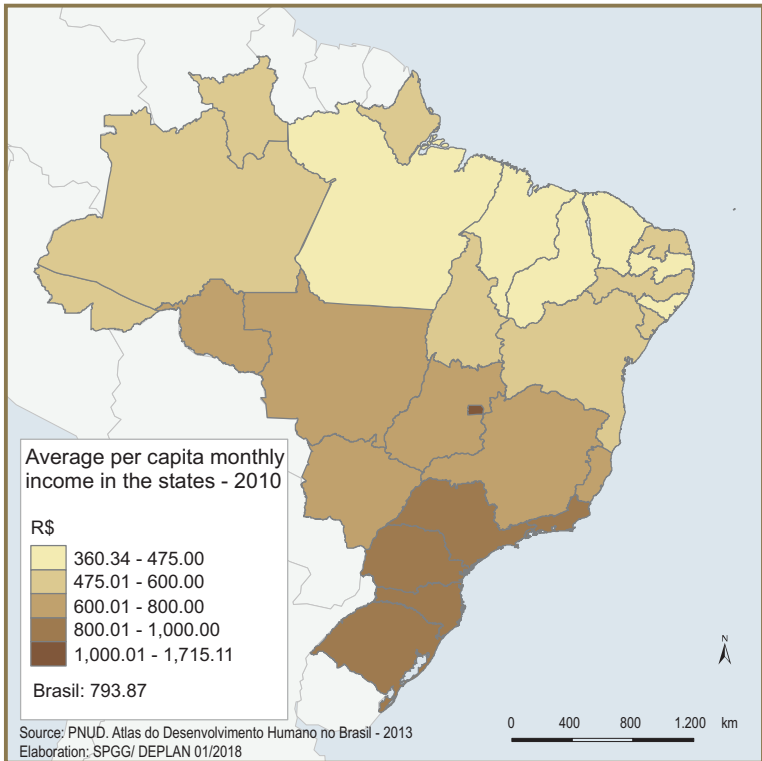 Average per capita monthly
income in the states - 2010
R$
360.34 - 475.00
475.01 - 600.00
600.01 - 800.00
800.01 - 1,000.00
1,000.01 - 1,715.11
Brasil: 793.87
N
0 400 800 1.200 km
Source: PNUD. Atlas do Desenvolvimento Humano no Brasil - 2013
Elaboration: SPGG/ DEPLAN 01/2018